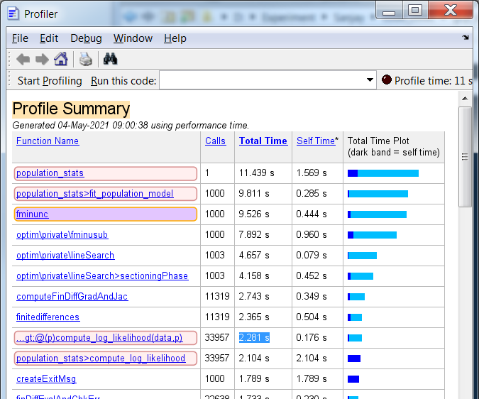 Profiler
File Edit Debug Window Help
Start Profiling Run this code: Profile time: 11 s
Profile Summary
Generated 04-May-2021 09:00:38 using performance time.
Function Name Calls Total Time Self Time* Total Time Plot
(dark band = self time)
population_stats 1 11.439 s 1.569 s
population_stats>fit_population_model 1000 9.811 s 0.285 s
fminunc 1000 9.526 s 0.444 s
optim\private\fminusub 1000 7.892 s 0.960 s
optim\private\lineSearch 1003 4.657 s 0.079 s
optim\private\lineSearch>sectioningPhase 1003 4.158 s 0.452 s
computeFinDiffGradAndJac 11319 2.743 s 0.349 s
finitedifferences 11319 2.365 s 0.504 s
...gt;@(p)compute_log_likelihood(data,p) 33957 2.281 s 0.176 s
population_stats>compute_log_likelihood 33957 2.104 s 2.104 s
createExitMsg 1000 1.789 s 1.789 s
finDiffEvalAndChkErr 22638 1.733 s 0.230 s